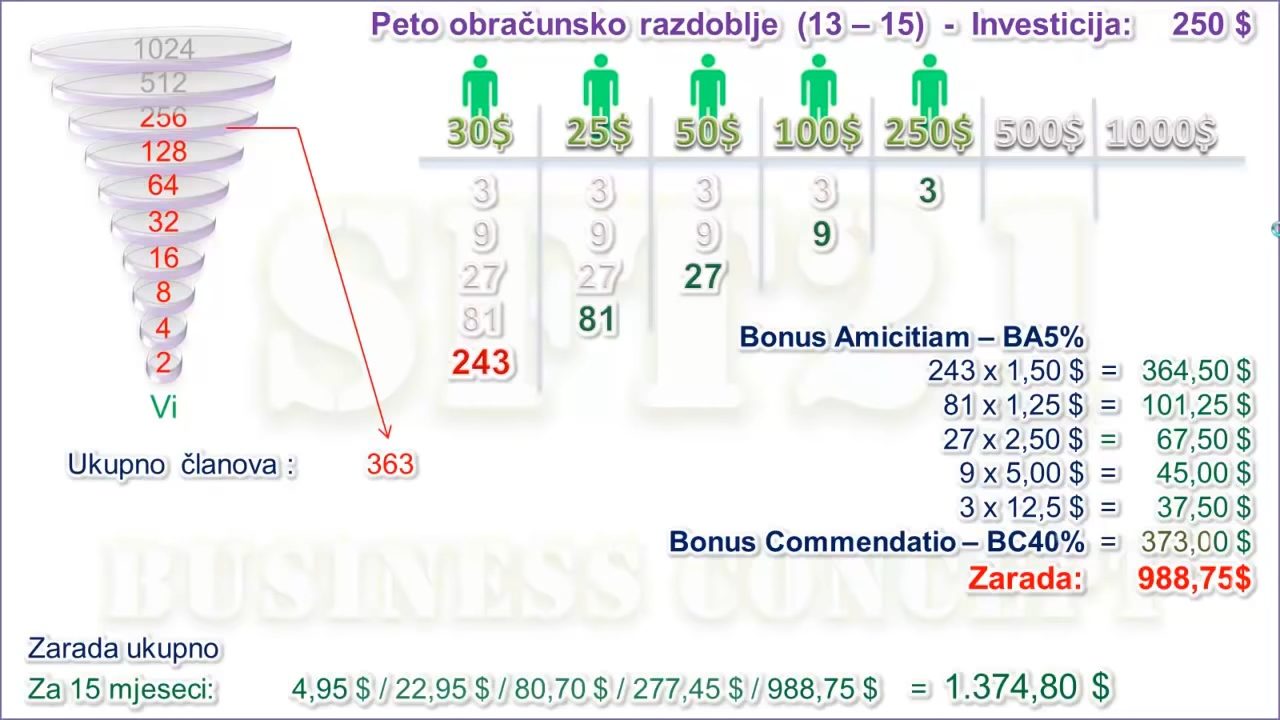 Peto obračunsko razdoblje (13 – 15) - Investicija: 250 $
1024
512
256
128
64
32
16
8
4
2
Vi
Ukupno članova : 363
30$ 25$ 50$ 100$ 250$ 500$ 1000$
3 3 3 3 3
9 9 9 9
27 27 27
81 81
243
Bonus Amicitiam – BA5%
243 x 1,50 $ = 364,50 $
81 x 1,25 $ = 101,25 $
27 x 2,50 $ = 67,50 $
9 x 5,00 $ = 45,00 $
3 x 12,5 $ = 37,50 $
Bonus Commendatio – BC40% = 373,00 $
Zarada: 988,75$
SFT21
BUSINESS CONCEPT
Zarada ukupno
Za 15 mjeseci: 4,95 $ / 22,95 $ / 80,70 $ / 277,45 $ / 988,75 $ = 1.374,80 $